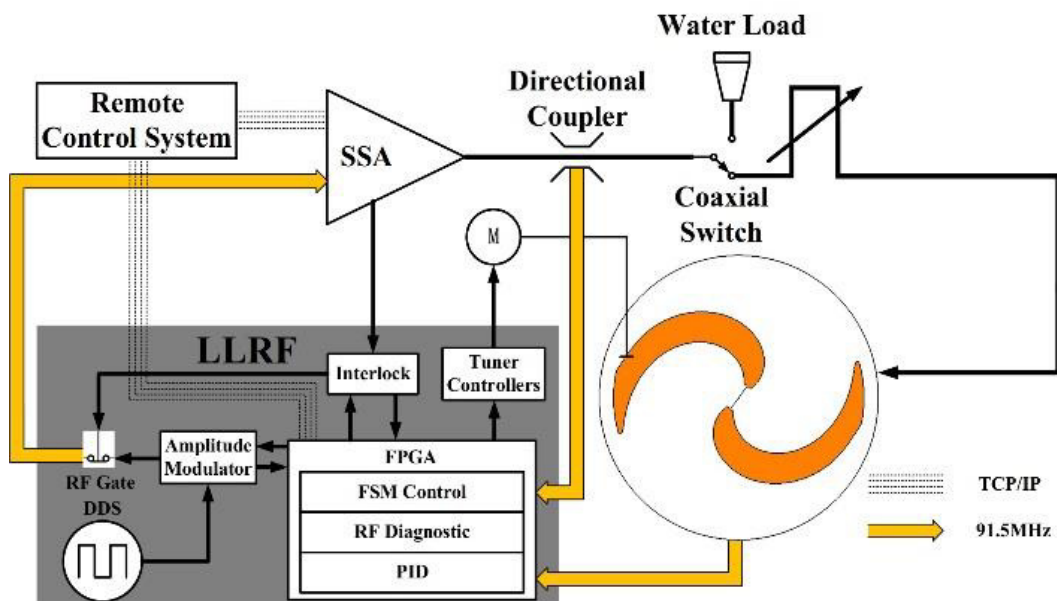 Water Load
Directional
Coupler
Remote
Control System
SSA
Coaxial
Switch
M
LLRF
Interlock
Tuner
Controllers
Amplitude
Modulator
RF Gate
DDS
FPGA
FSM Control
RF Diagnostic
PID
TCP/IP
91.5MHz